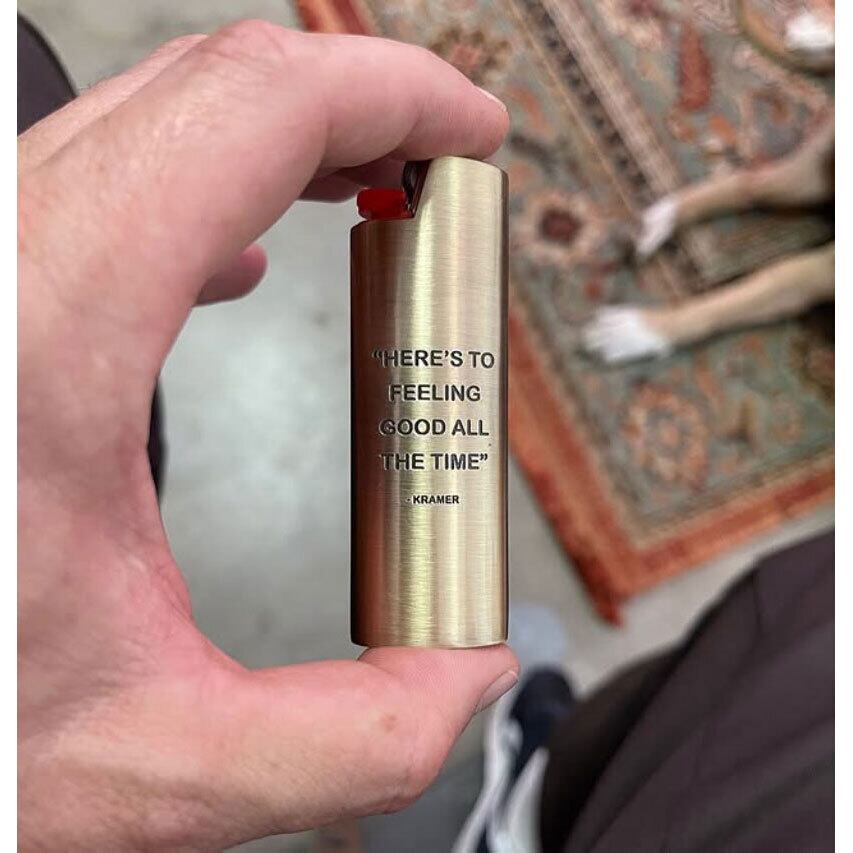 “HERE’S TO
FEELING
GOOD ALL
THE TIME”
- KRAMER